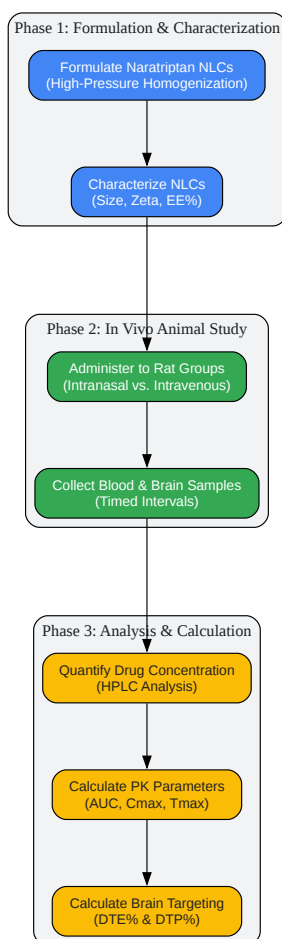 Phase 1: Formulation & Characterization
Formulate Naratriptan NLCs
(High-Pressure Homogenization)
Characterize NLCs
(Size, Zeta, EE%)
Phase 2: In Vivo Animal Study
Administer to Rat Groups
(Intranasal vs. Intravenous)
Collect Blood & Brain Samples
(Timed Intervals)
Phase 3: Analysis & Calculation
Quantify Drug Concentration
(HPLC Analysis)
Calculate PK Parameters
(AUC, Cmax, Tmax)
Calculate Brain Targeting
(DTE% & DTP%)